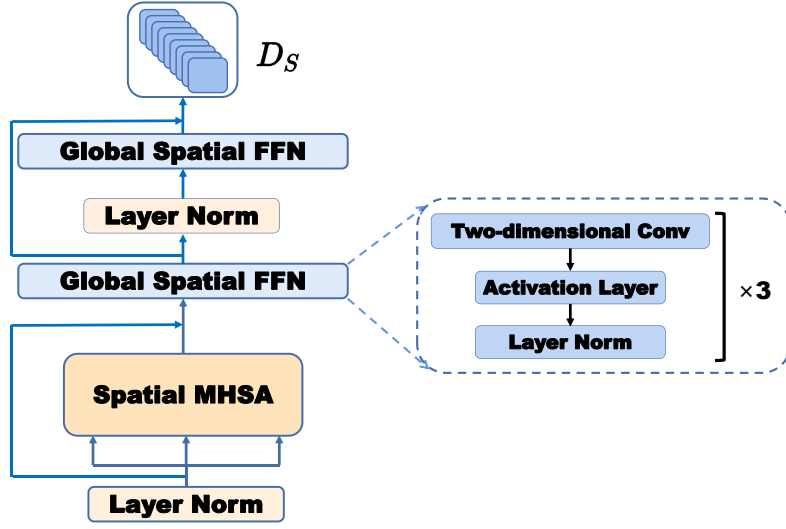 D_S
Global Spatial FFN
Layer Norm
Global Spatial FFN
Spatial MHSA
Layer Norm
Two-dimensional Conv
Activation Layer
Layer Norm
×3